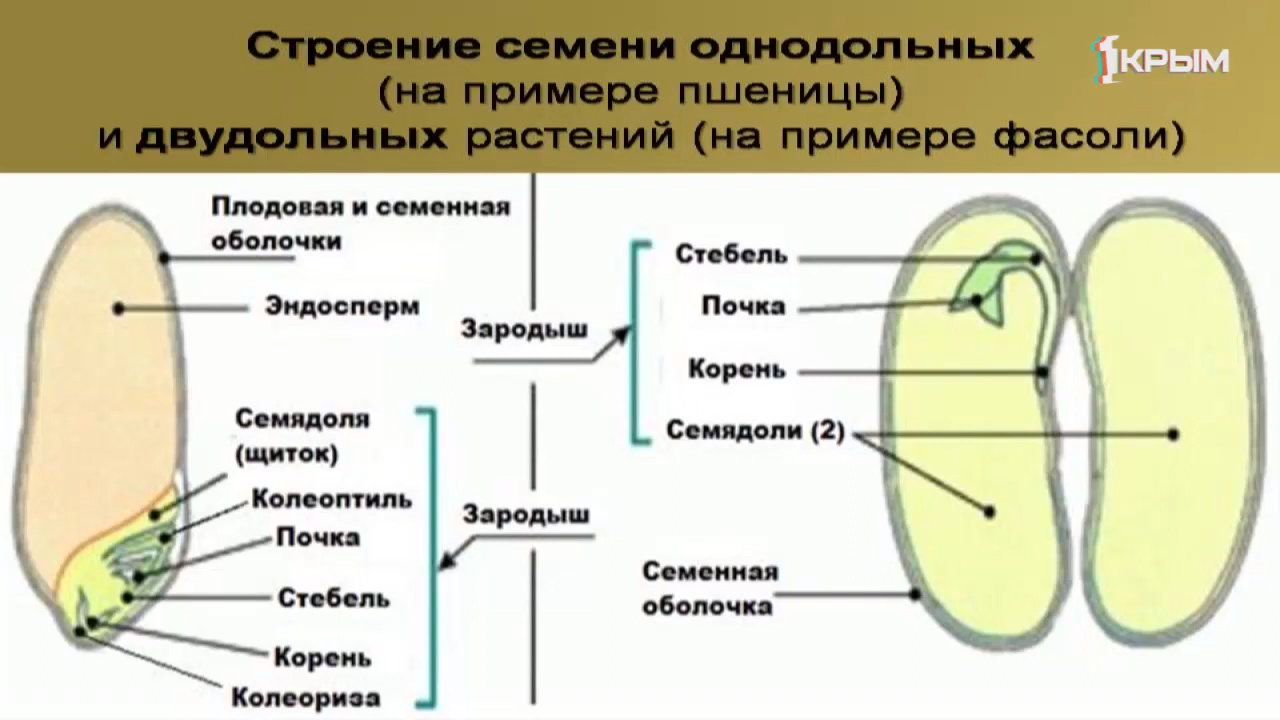 Строение семени однодольных
(на примере пшеницы)
и двудольных растений (на примере фасоли)
1КРЫМ
Плодовая и семенная
оболочки
Эндосперм
Семядоля
(щиток)
Колеоптиль
Почка
Стебель
Корень
Колеориза
Зародыш
Зародыш
Стебель
Почка
Корень
Семядоли (2)
Семенная
оболочка